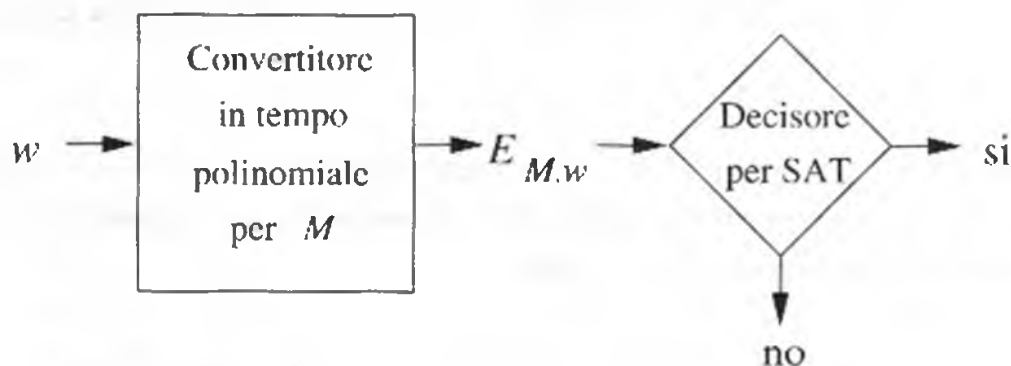 Convertitore
in tempo
polinomiale
per M
w
E M,w
Decisore
per SAT
si
no